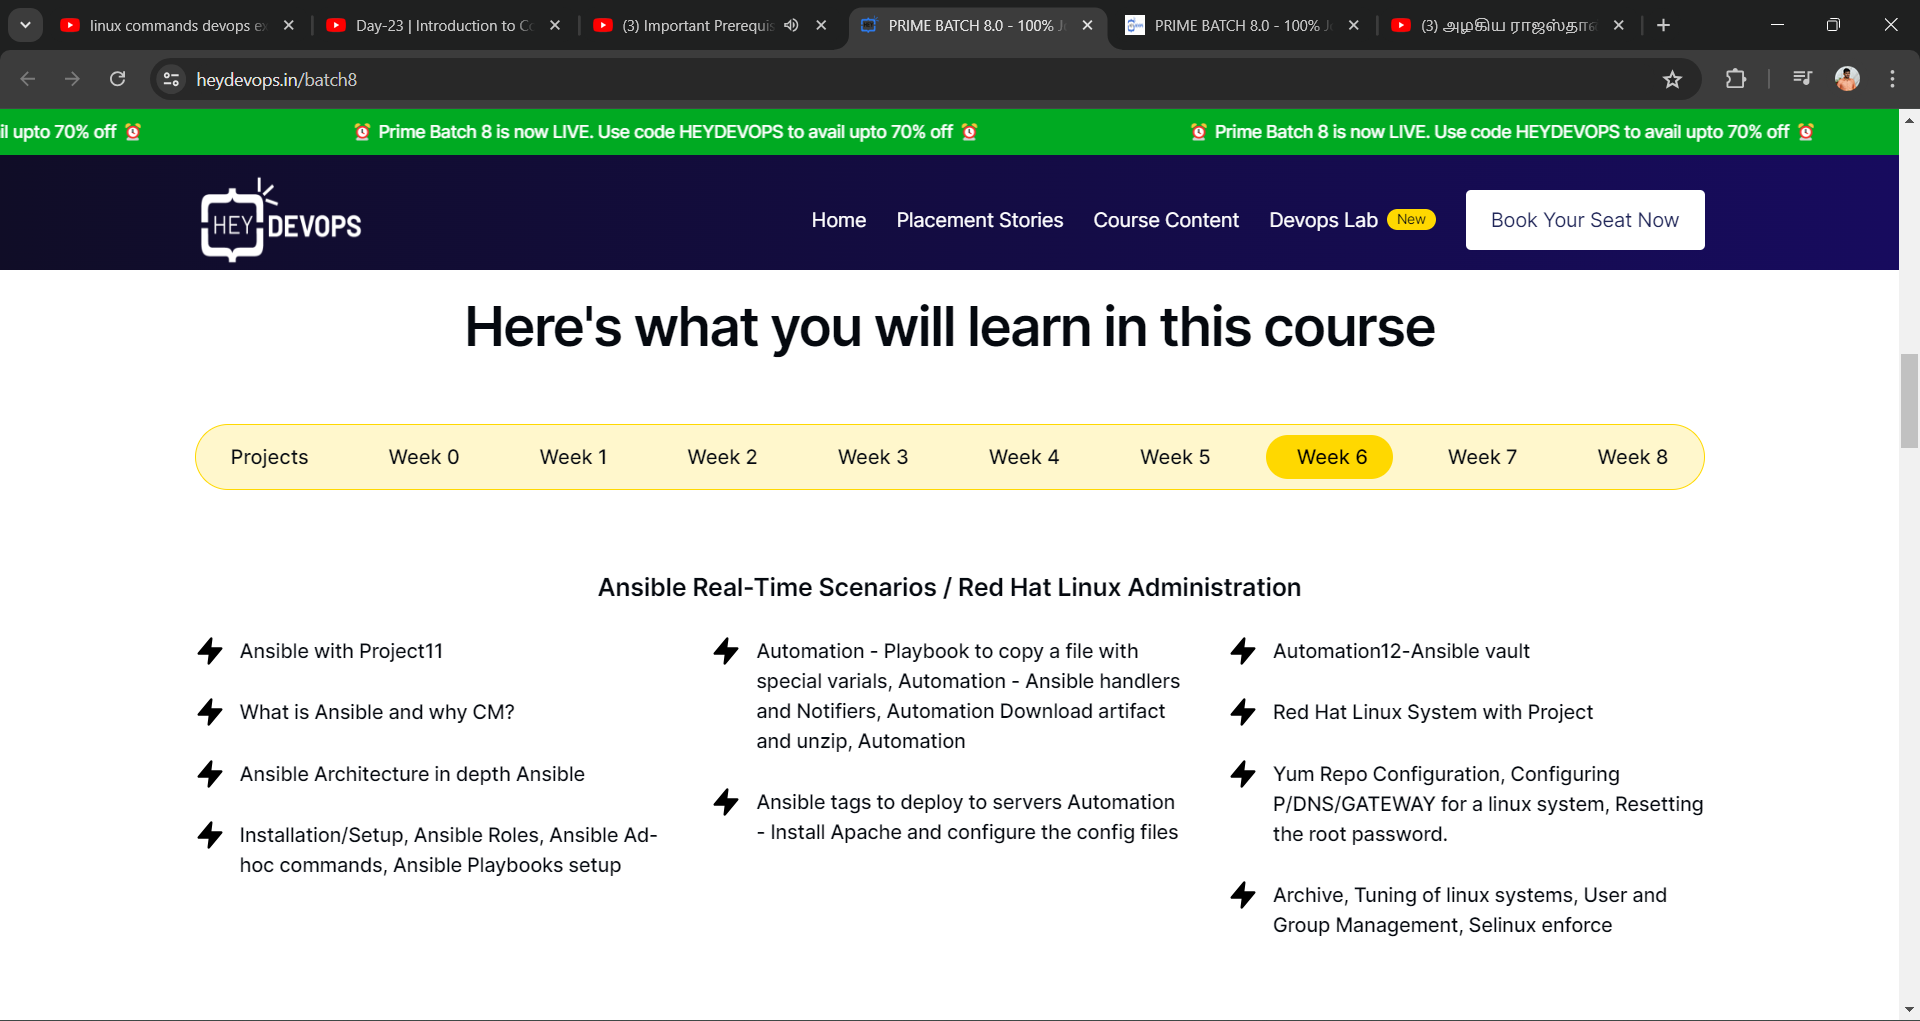 linux commands devops ex
Day-23 | Introduction to Co
(3) Important Prerequis
PRIME BATCH 8.0 - 100% J
PRIME BATCH 8.0 - 100% J
(3) அழகிய ராஜஸ்தான
heydevops.in/batch8
il upto 70% off ⏰
⏰ Prime Batch 8 is now LIVE. Use code HEYDEVOPS to avail upto 70% off ⏰
⏰ Prime Batch 8 is now LIVE. Use code HEYDEVOPS to avail upto 70% off ⏰
HEY DEVOPS
Home
Placement Stories
Course Content
Devops Lab New
Book Your Seat Now
Here's what you will learn in this course
Projects
Week 0
Week 1
Week 2
Week 3
Week 4
Week 5
Week 6
Week 7
Week 8
Ansible Real-Time Scenarios / Red Hat Linux Administration
Ansible with Project11
What is Ansible and why CM?
Ansible Architecture in depth Ansible
Installation/Setup, Ansible Roles, Ansible Ad-
hoc commands, Ansible Playbooks setup
Automation - Playbook to copy a file with
special varials, Automation - Ansible handlers
and Notifiers, Automation Download artifact
and unzip, Automation
Ansible tags to deploy to servers Automation
- Install Apache and configure the config files
Automation12-Ansible vault
Red Hat Linux System with Project
Yum Repo Configuration, Configuring
P/DNS/GATEWAY for a linux system, Resetting
the root password.
Archive, Tuning of linux systems, User and
Group Management, Selinux enforce